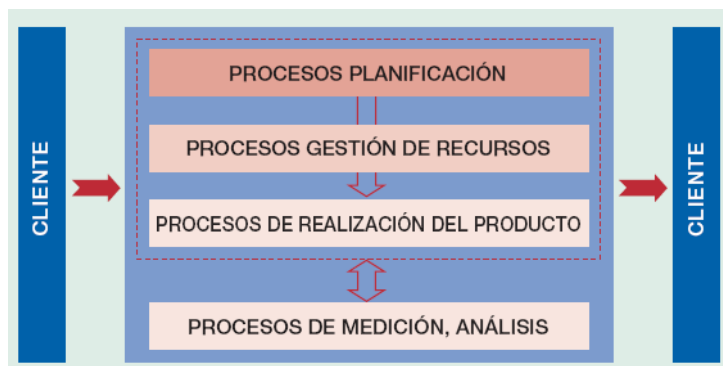 CLIENTE
PROCESOS PLANIFICACIÓN
PROCESOS GESTIÓN DE RECURSOS
PROCESOS DE REALIZACIÓN DEL PRODUCTO
PROCESOS DE MEDICIÓN, ANÁLISIS
CLIENTE